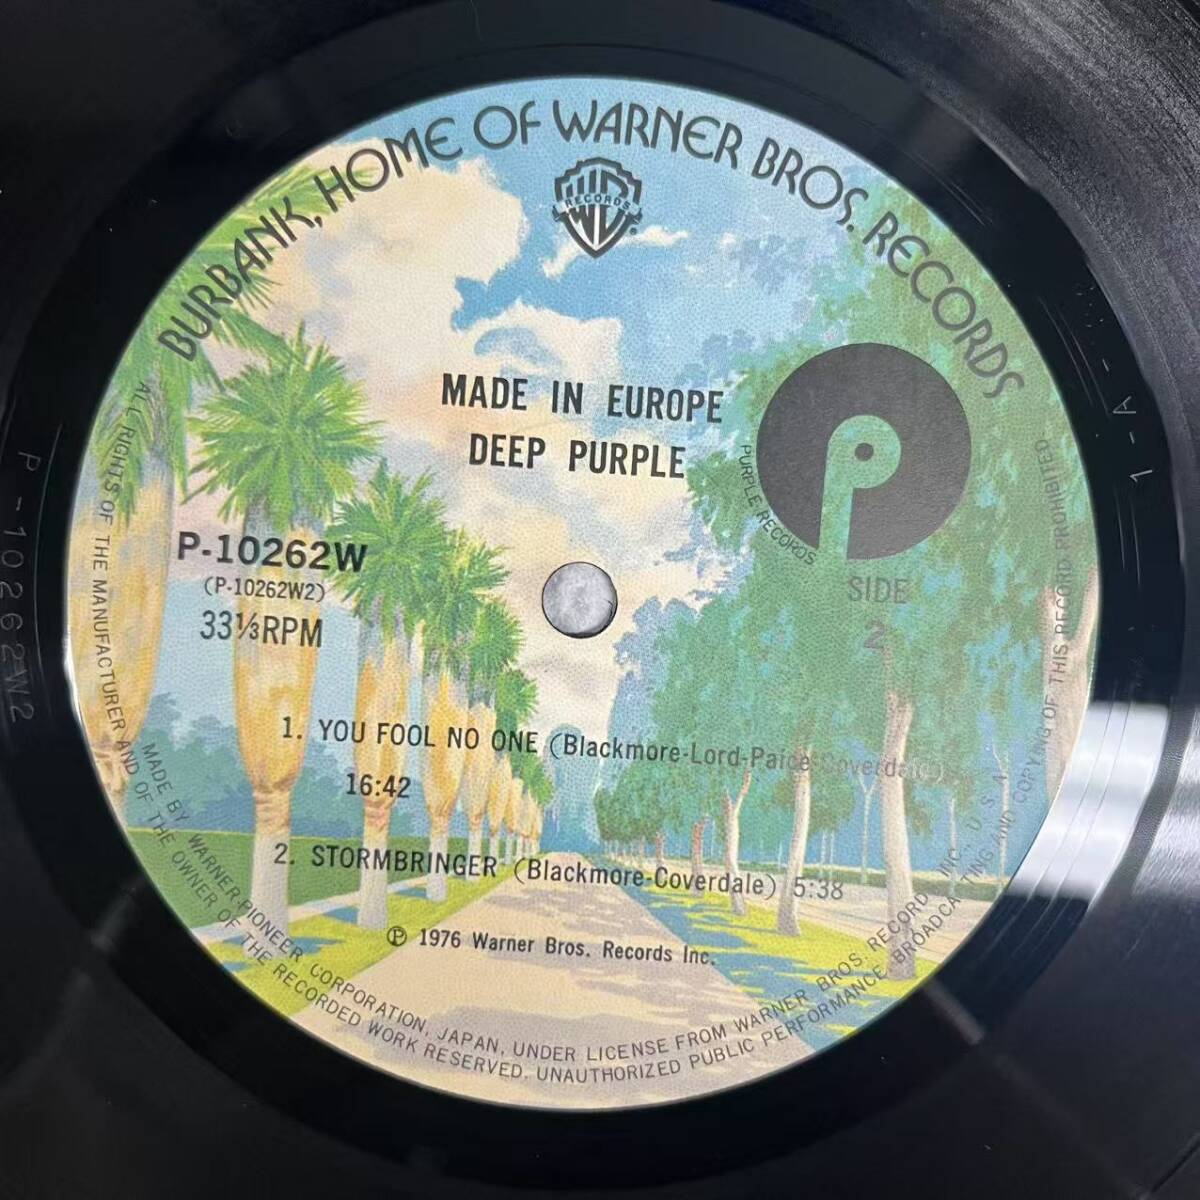 BURBANK, HOME OF WARNER BROS. RECORDS
WB
RECORDS
MADE IN EUROPE
DEEP PURPLE
P
PURPLE RECORDS
P-10262W
(P-10262W2)
33⅓RPM
SIDE
2
1. YOU FOOL NO ONE (Blackmore-Lord-Paice-Coverdale)
16:42
2. STORMBRINGER (Blackmore-Coverdale) 5:38
Ⓟ 1976 Warner Bros. Records Inc.
MADE BY WARNER-PIONEER CORPORATION, JAPAN, UNDER LICENSE FROM WARNER BROS. RECORD INC., U.S.A.
ALL RIGHTS OF THE MANUFACTURER AND OF THE OWNER OF THE RECORDED WORK RESERVED. UNAUTHORIZED PUBLIC PERFORMANCE BROADCASTING AND COPYING OF THIS RECORD PROHIBITED
P-10262W2
1-A-1